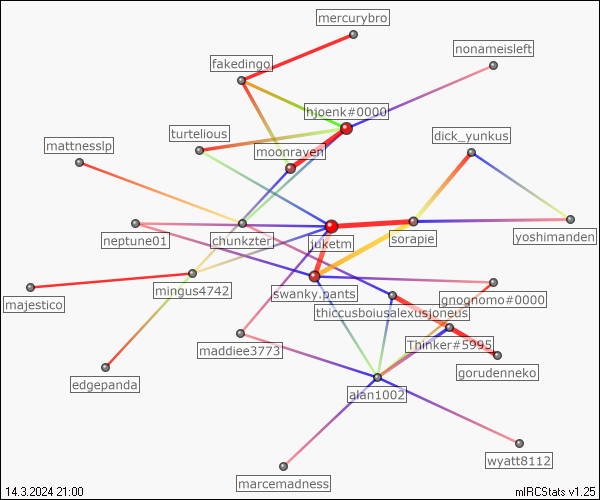 mercurybro
nonameisleft
fakedingo
hjoenk#0000
turtelious
dick_yunkus
mattnesslp
moonraven
neptune01
chunkzter
juketm
sorapie
yoshimanden
majestico
mingus4742
swanky.pants
gnognomo#0000
thiccusboiusalexusjoneus
maddiee3773
Thinker#5995
gorudenneko
edgepanda
alan1002
wyatt8112
marcemadness
14.3.2024 21:00
mIRCStats v1.25